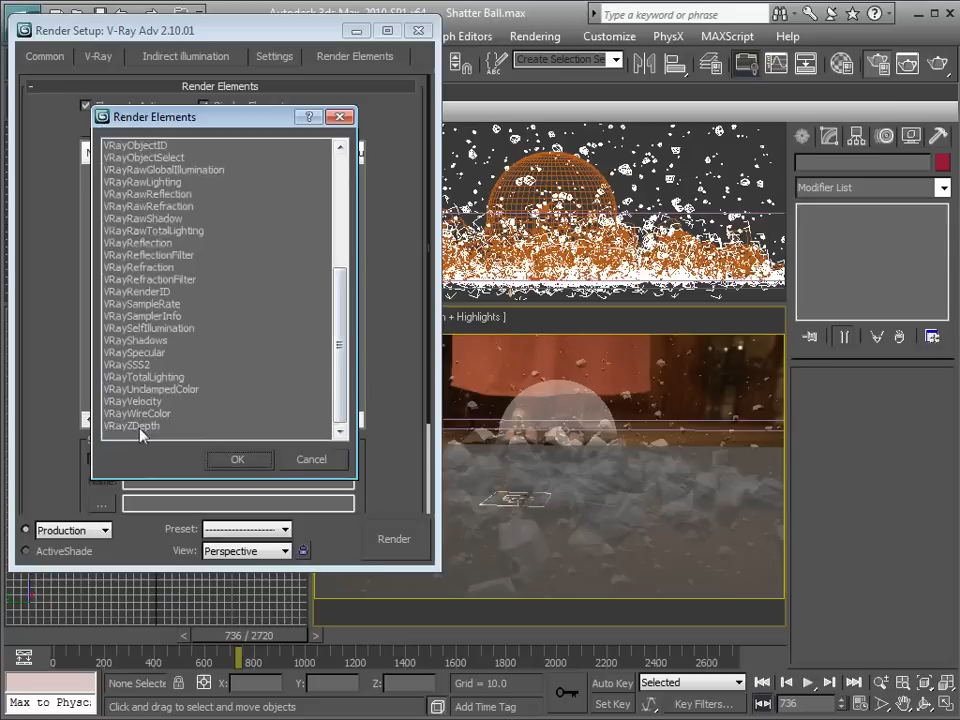 Autodesk 3ds Max 2010 SP1 x64
Shatter Ball.max
Type a keyword or phrase
Render Setup: V-Ray Adv 2.10.01
ph Editors
Rendering
Customize
PhysX
MAXScript
Help
Common
V-Ray
Indirect illumination
Settings
Render Elements
Create Selection Se
Render Elements
Render Elements
VRayObjectID
VRayObjectSelect
VRayRawGlobalIllumination
VRayRawLighting
VRayRawReflection
VRayRawRefraction
VRayRawShadow
VRayRawTotalLighting
VRayReflection
VRayReflectionFilter
VRayRefraction
VRayRefractionFilter
VRayRenderID
VRaySampleRate
VRaySamplerInfo
VRaySelfIllumination
VRayShadows
VRaySpecular
VRaySSS2
VRayTotalLighting
VRayUnclampedColor
VRayVelocity
VRayWireColor
VRayZDepth
OK
Cancel
Modifier List
n + Highlights ]
...
Production
Preset:
--------------------
Render
ActiveShade
View:
Perspective
< 736 / 2720 >
0 200 400 600 800 1000 1200 1400 1600 1800 2000 2200 2400 2600
None Selecte
X:
Y:
Z:
Grid = 10.0
Auto Key
Selected
Max to Physc
Click and drag to select and move objects
Add Time Tag
Set Key
Key Filters...
736